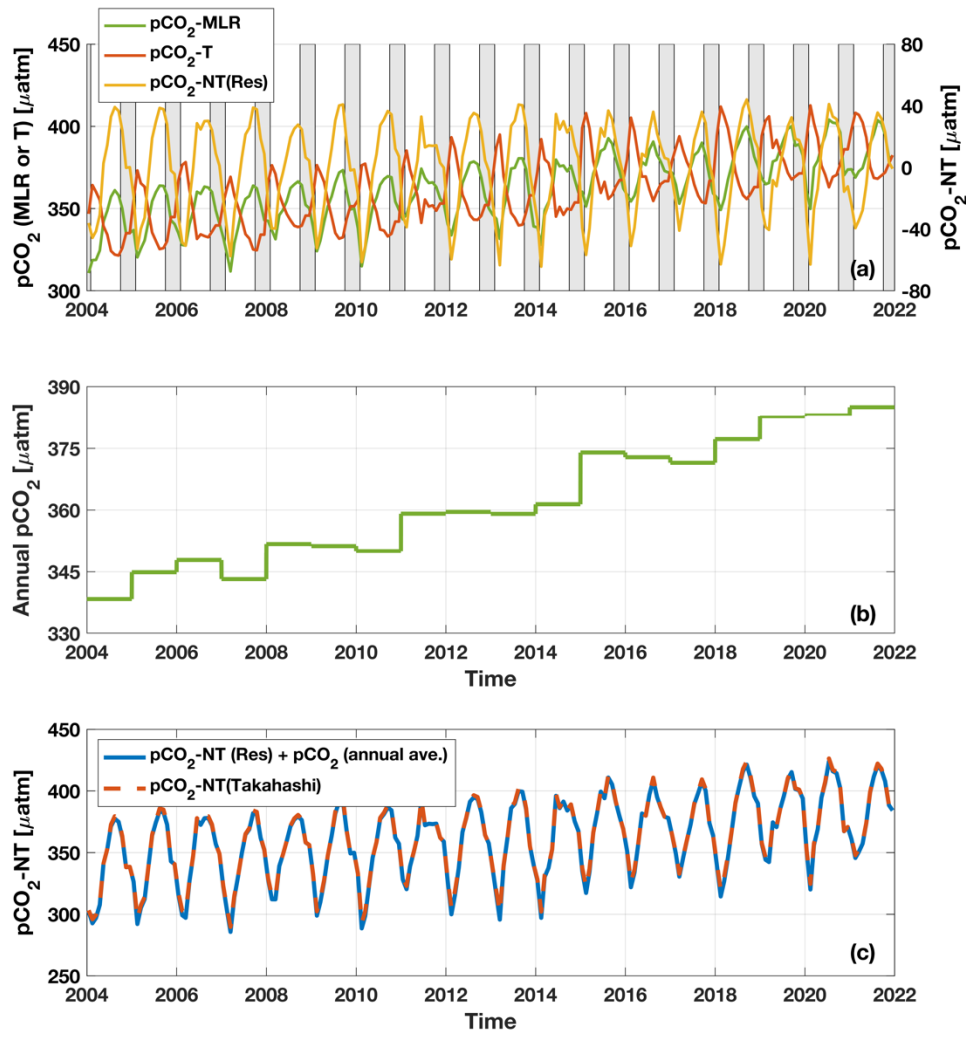 pCO2-MLR
pCO2-T
pCO2-NT(Res)
pCO2 (MLR or T) [μatm]
450
400
350
300
80
40
0
-40
-80
pCO2-NT [μatm]
(a)
2004 2006 2008 2010 2012 2014 2016 2018 2020 2022
Annual pCO2 [μatm]
390
375
360
345
330
(b)
2004 2006 2008 2010 2012 2014 2016 2018 2020 2022
Time
pCO2-NT (Res) + pCO2 (annual ave.)
pCO2-NT(Takahashi)
pCO2-NT [μatm]
450
400
350
300
250
(c)
2004 2006 2008 2010 2012 2014 2016 2018 2020 2022
Time